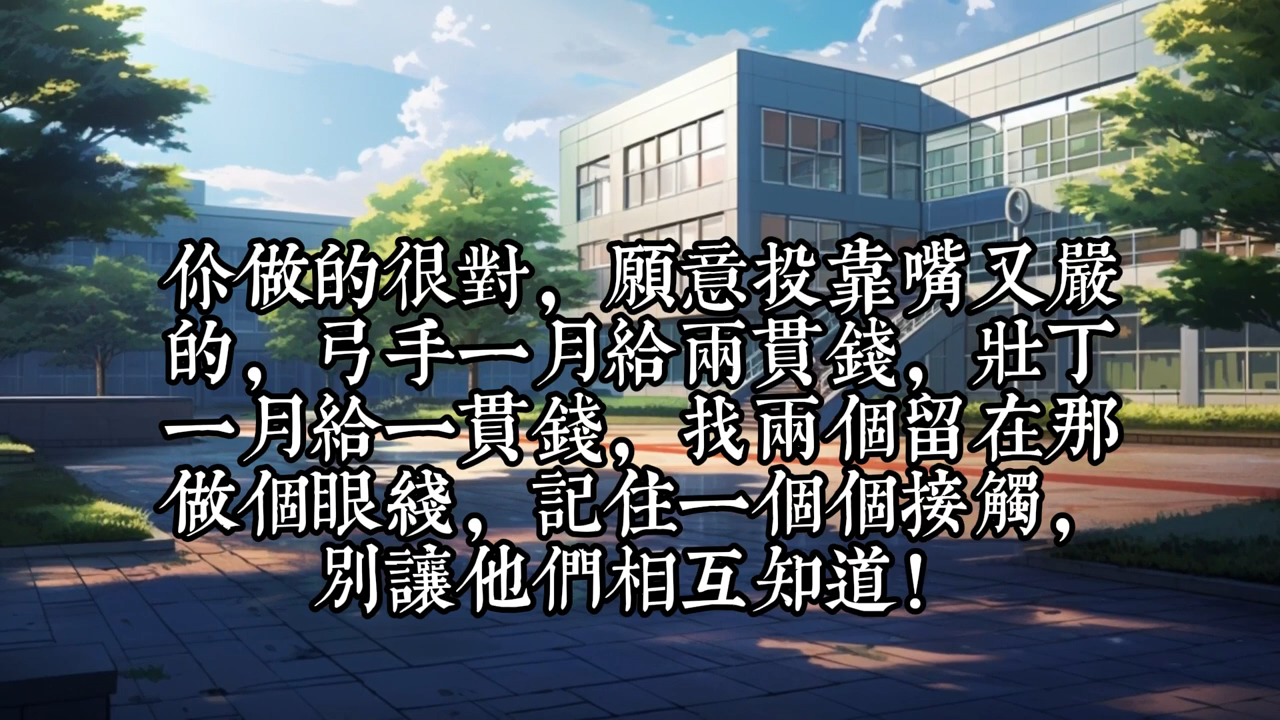 伱做的很對，願意投靠嘴又嚴
的，弓手一月給兩貫錢，壯丁
一月給一貫錢，找兩個留在那
做個眼綫，記住一個個接觸，
別讓他們相互知道！